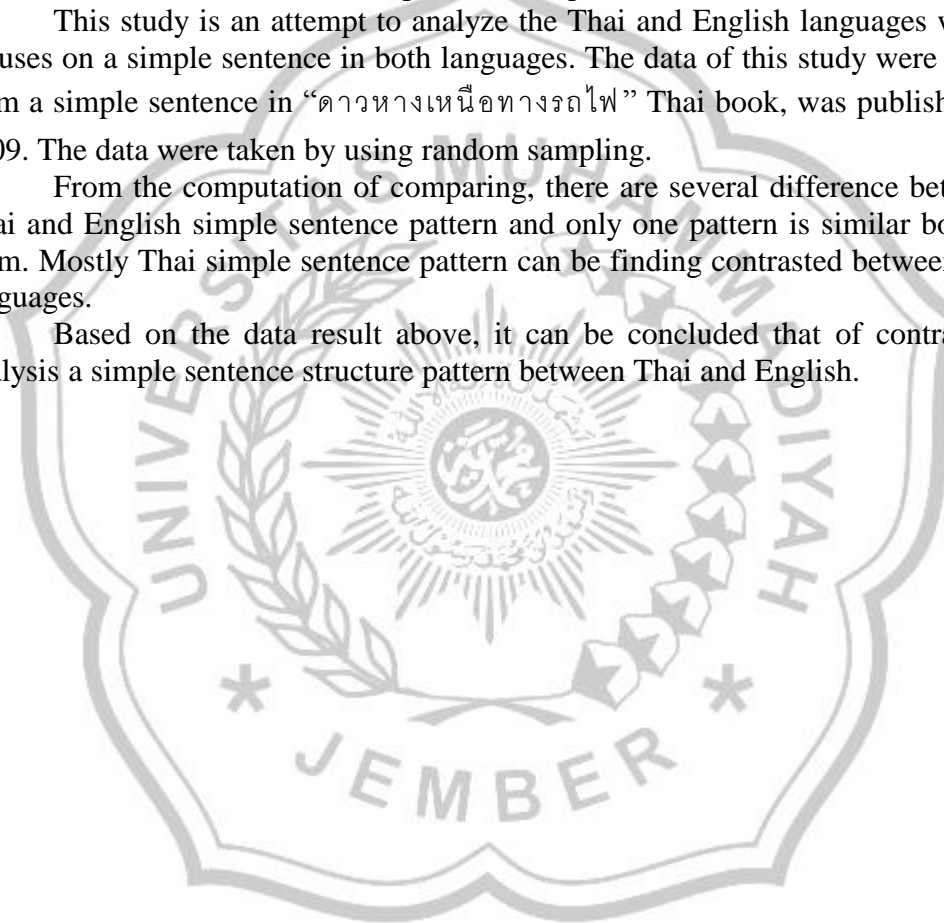 This study is an attempt to analyze the Thai and English languages
uses on a simple sentence in both languages. The data of this study were
m a simple sentence in “ดาวหางเหนือทางรถไฟ” Thai book, was publish
09. The data were taken by using random sampling.
From the computation of comparing, there are several difference bet
ai and English simple sentence pattern and only one pattern is similar bo
m. Mostly Thai simple sentence pattern can be finding contrasted between
guages.
Based on the data result above, it can be concluded that of contra
alysis a simple sentence structure pattern between Thai and English.
UNIVERSITAS MUHAMMADIYAH
JEMBER